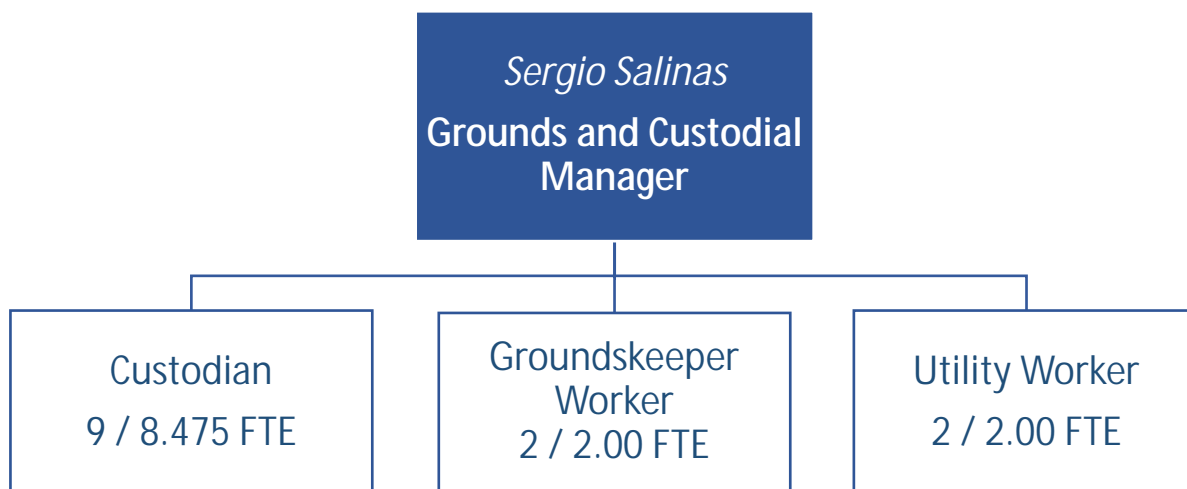 Sergio Salinas
Grounds and Custodial
Manager
Custodian
9 / 8.475 FTE
Groundskeeper
Worker
2 / 2.00 FTE
Utility Worker
2 / 2.00 FTE